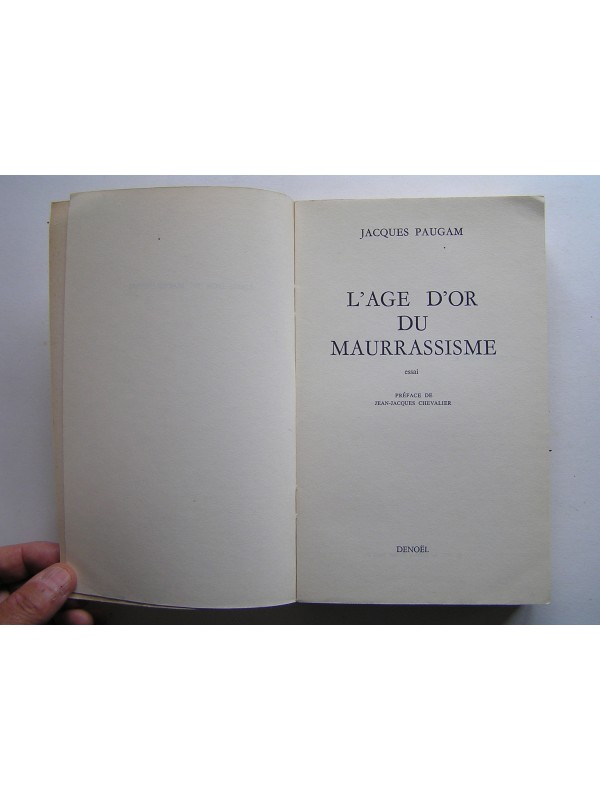 JACQUES PAUGAM
L'AGE D'OR
DU
MAURRASSISME
essai
PRÉFACE DE
JEAN-JACQUES CHEVALIER
DENOËL